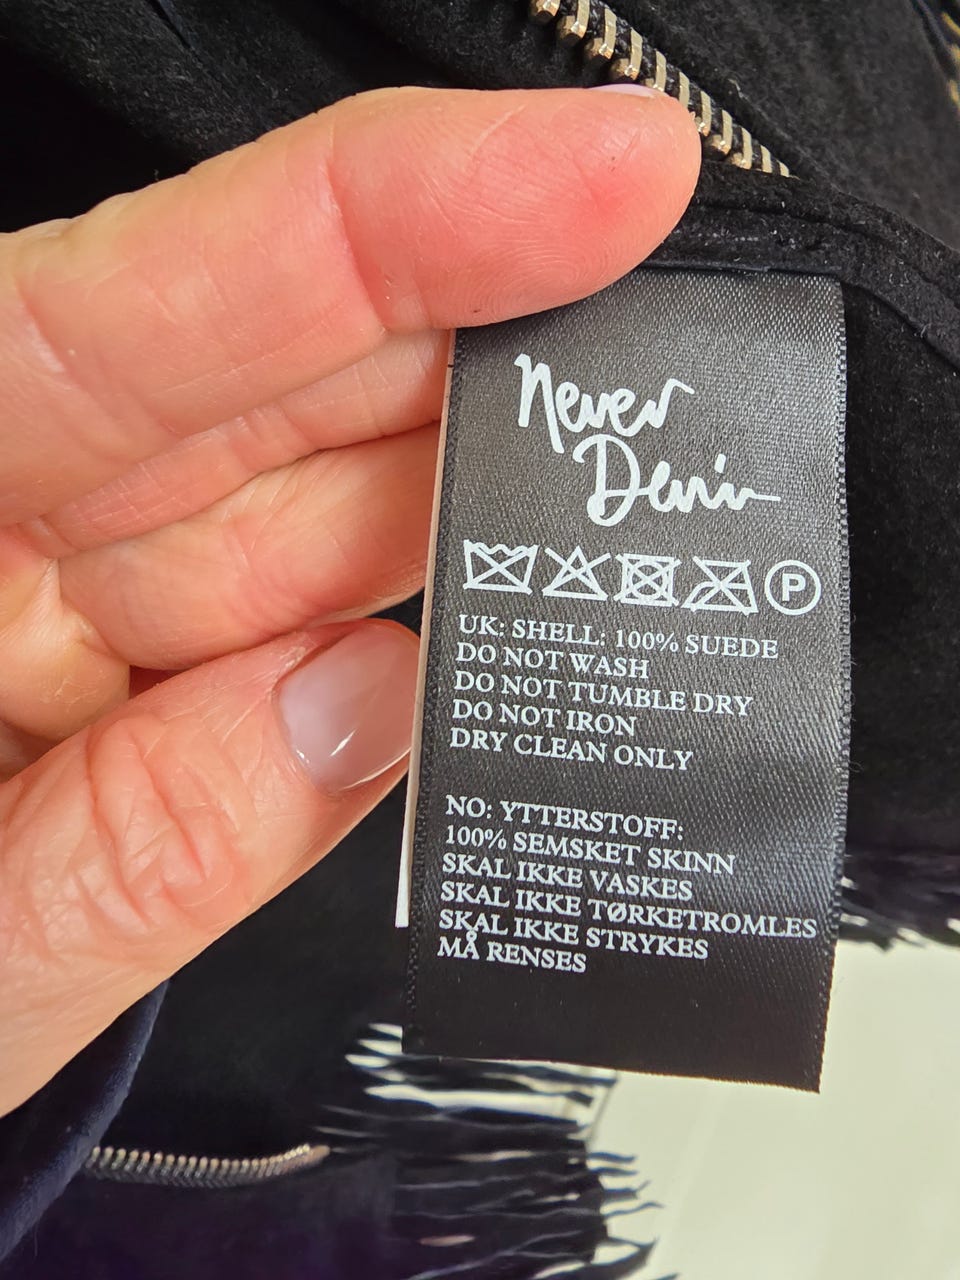 Never
Denim
P
UK: SHELL: 100% SUEDE
DO NOT WASH
DO NOT TUMBLE DRY
DO NOT IRON
DRY CLEAN ONLY
NO: YTTERSTOFF:
100% SEMSKET SKINN
SKAL IKKE VASKES
SKAL IKKE TØRKETROMLES
SKAL IKKE STRYKES
MÅ RENSES